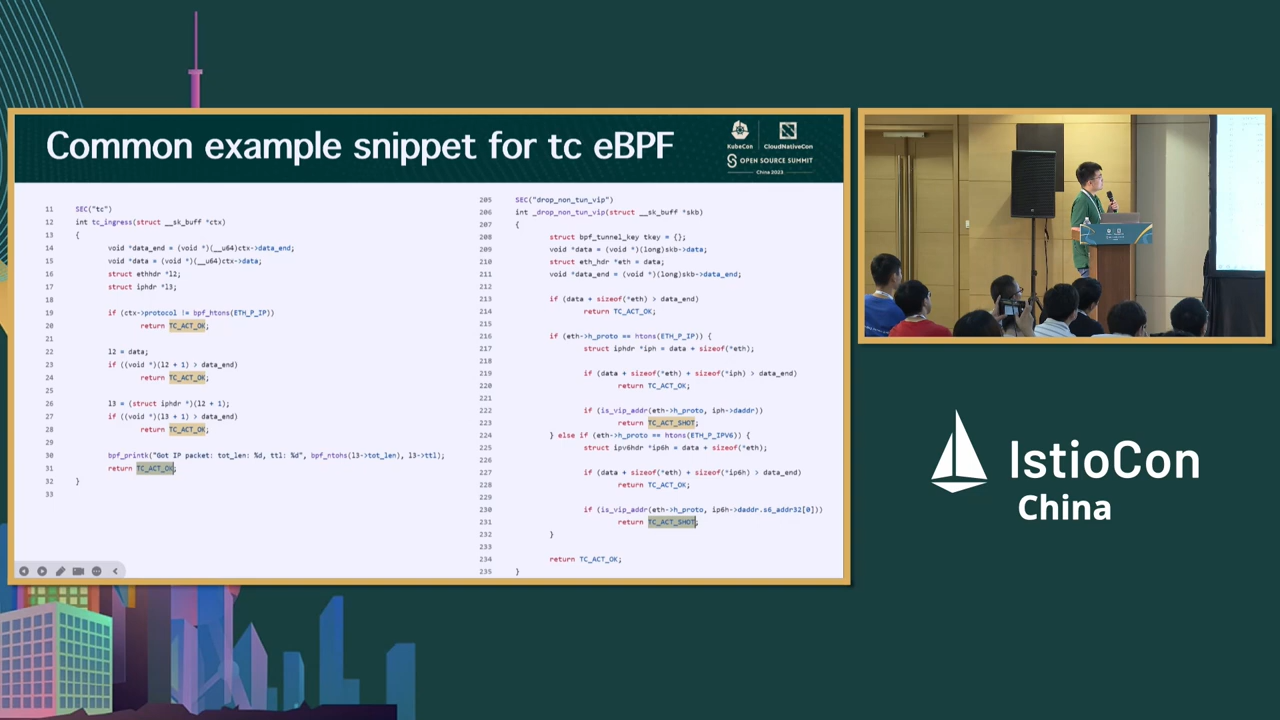 Common example snippet for tc eBPF
KubeCon
CloudNativeCon
OPEN SOURCE SUMMIT
China 2023
11 SEC("tc")
12 int tc_ingress(struct __sk_buff *ctx)
13 {
14 void *data_end = (void *)(__u64)ctx->data_end;
15 void *data = (void *)(__u64)ctx->data;
16 struct ethhdr *l2;
17 struct iphdr *l3;
18
19 if (ctx->protocol != bpf_htons(ETH_P_IP))
20 return TC_ACT_OK;
21
22 l2 = data;
23 if ((void *)(l2 + 1) > data_end)
24 return TC_ACT_OK;
25
26 l3 = (struct iphdr *)(l2 + 1);
27 if ((void *)(l3 + 1) > data_end)
28 return TC_ACT_OK;
29
30 bpf_printk("Got IP packet: tot_len: %d, ttl: %d", bpf_ntohs(l3->tot_len), l3->ttl);
31 return TC_ACT_OK;
32 }
33
205 SEC("drop_non_tun_vip")
206 int _drop_non_tun_vip(struct __sk_buff *skb)
207 {
208 struct bpf_tunnel_key tkey = {};
209 void *data = (void *)(long)skb->data;
210 struct eth_hdr *eth = data;
211 void *data_end = (void *)(long)skb->data_end;
212
213 if (data + sizeof(*eth) > data_end)
214 return TC_ACT_OK;
215
216 if (eth->h_proto == htons(ETH_P_IP)) {
217 struct iphdr *iph = data + sizeof(*eth);
218
219 if (data + sizeof(*eth) + sizeof(*iph) > data_end)
220 return TC_ACT_OK;
221
222 if (is_vip_addr(eth->h_proto, iph->daddr))
223 return TC_ACT_SHOT;
224 } else if (eth->h_proto == htons(ETH_P_IPV6)) {
225 struct ipv6hdr *ip6h = data + sizeof(*eth);
226
227 if (data + sizeof(*eth) + sizeof(*ip6h) > data_end)
228 return TC_ACT_OK;
229
230 if (is_vip_addr(eth->h_proto, ip6h->daddr.s6_addr32[0]))
231 return TC_ACT_SHOT;
232 }
233
234 return TC_ACT_OK;
235 }
IstioCon
China